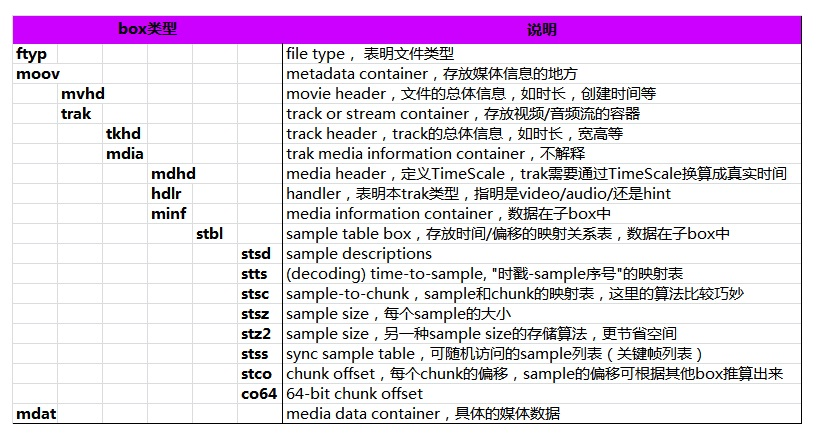 box类型 说明
ftyp file type， 表明文件类型
moov metadata container，存放媒体信息的地方
mvhd movie header，文件的总体信息，如时长，创建时间等
trak track or stream container，存放视频/音频流的容器
tkhd track header，track的总体信息，如时长，宽高等
mdia trak media information container，不解释
mdhd media header，定义TimeScale，trak需要通过TimeScale换算成真实时间
hdlr handler，表明本trak类型，指明是video/audio/还是hint
minf media information container，数据在子box中
stbl sample table box，存放时间/偏移的映射关系表，数据在子box中
stsd sample descriptions
stts (decoding) time-to-sample, "时戳-sample序号"的映射表
stsc sample-to-chunk，sample和chunk的映射表，这里的算法比较巧妙
stsz sample size，每个sample的大小
stz2 sample size，另一种sample size的存储算法，更节省空间
stss sync sample table，可随机访问的sample列表（关键帧列表）
stco chunk offset，每个chunk的偏移，sample的偏移可根据其他box推算出来
co64 64-bit chunk offset
mdat media data container，具体的媒体数据